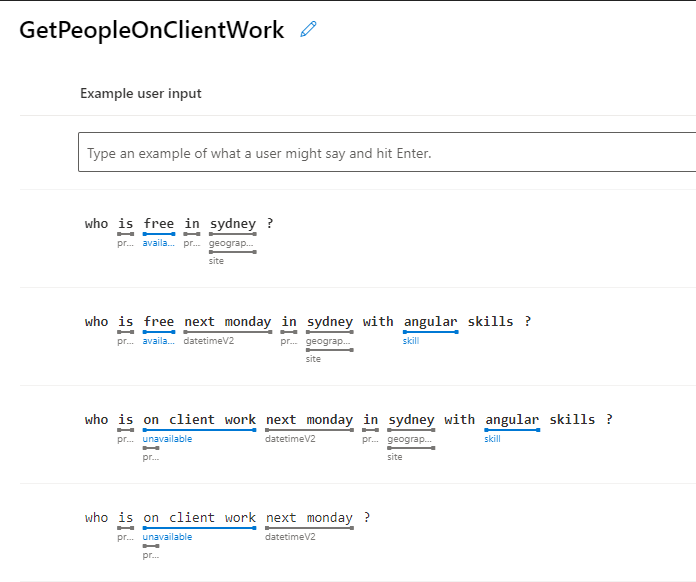 GetPeopleOnClientWork
Example user input
Type an example of what a user might say and hit Enter.
who is free in sydney ?
pr... availa... pr... geograp...
site
who is free next monday in sydney with angular skills ?
pr... availa... datetimeV2 pr... geograp... skill
site
who is on client work next monday in sydney with angular skills ?
pr... unavailable datetimeV2 pr... geograp... skill
pr... site
who is on client work next monday ?
pr... unavailable datetimeV2
pr...